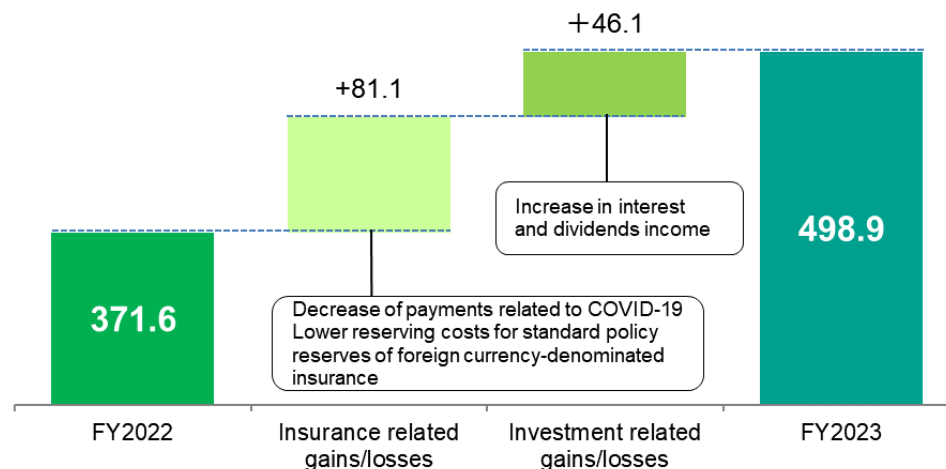 ＋46.1
+81.1
Increase in interest
and dividends income
498.9
371.6
Decrease of payments related to COVID-19
Lower reserving costs for standard policy
reserves of foreign currency-denominated
insurance
FY2022
Insurance related
gains/losses
Investment related
gains/losses
FY2023